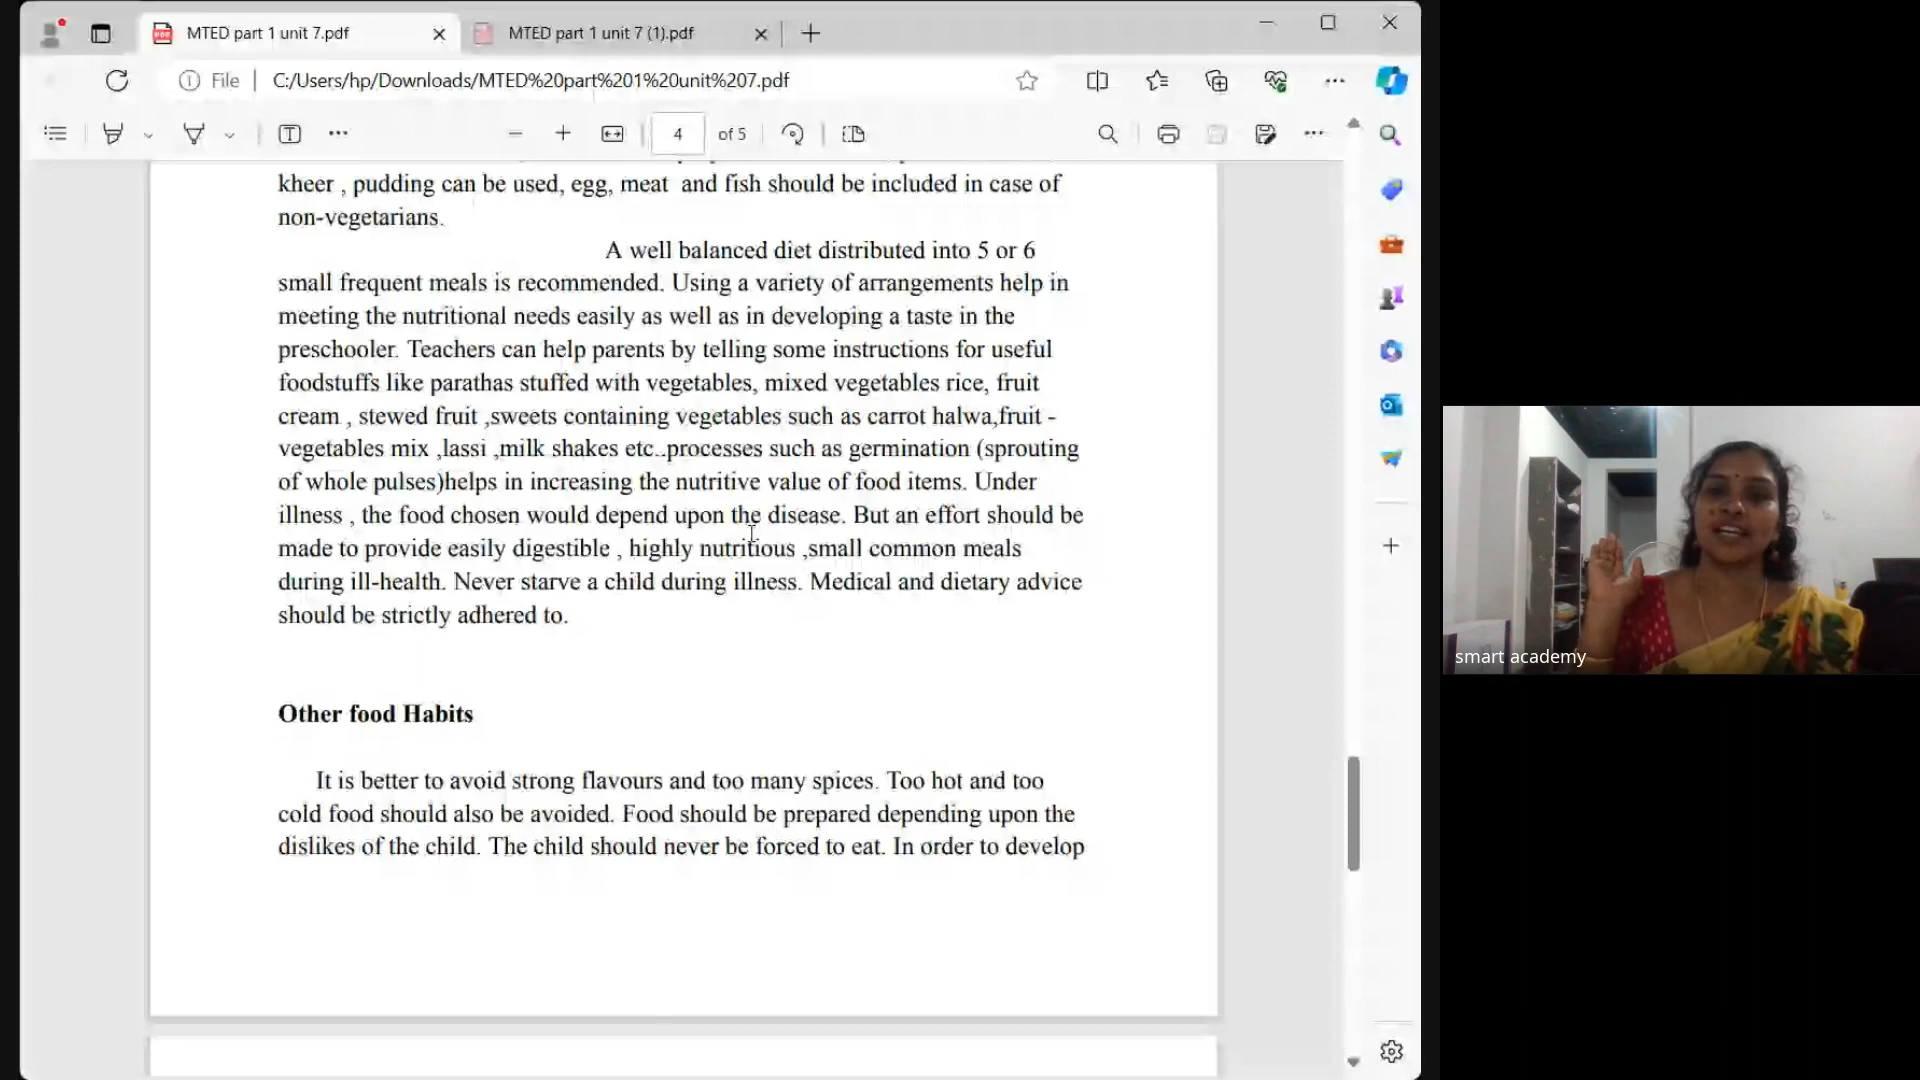 MTED part 1 unit 7.pdf
MTED part 1 unit 7 (1).pdf
File
C:/Users/hp/Downloads/MTED%20part%201%20unit%207.pdf
4 of 5
kheer , pudding can be used, egg, meat and fish should be included in case of
non-vegetarians.
A well balanced diet distributed into 5 or 6
small frequent meals is recommended. Using a variety of arrangements help in
meeting the nutritional needs easily as well as in developing a taste in the
preschooler. Teachers can help parents by telling some instructions for useful
foodstuffs like parathas stuffed with vegetables, mixed vegetables rice, fruit
cream , stewed fruit ,sweets containing vegetables such as carrot halwa,fruit -
vegetables mix ,lassi ,milk shakes etc..processes such as germination (sprouting
of whole pulses)helps in increasing the nutritive value of food items. Under
illness , the food chosen would depend upon the disease. But an effort should be
made to provide easily digestible , highly nutritious ,small common meals
during ill-health. Never starve a child during illness. Medical and dietary advice
should be strictly adhered to.
Other food Habits
It is better to avoid strong flavours and too many spices. Too hot and too
cold food should also be avoided. Food should be prepared depending upon the
dislikes of the child. The child should never be forced to eat. In order to develop
smart academy